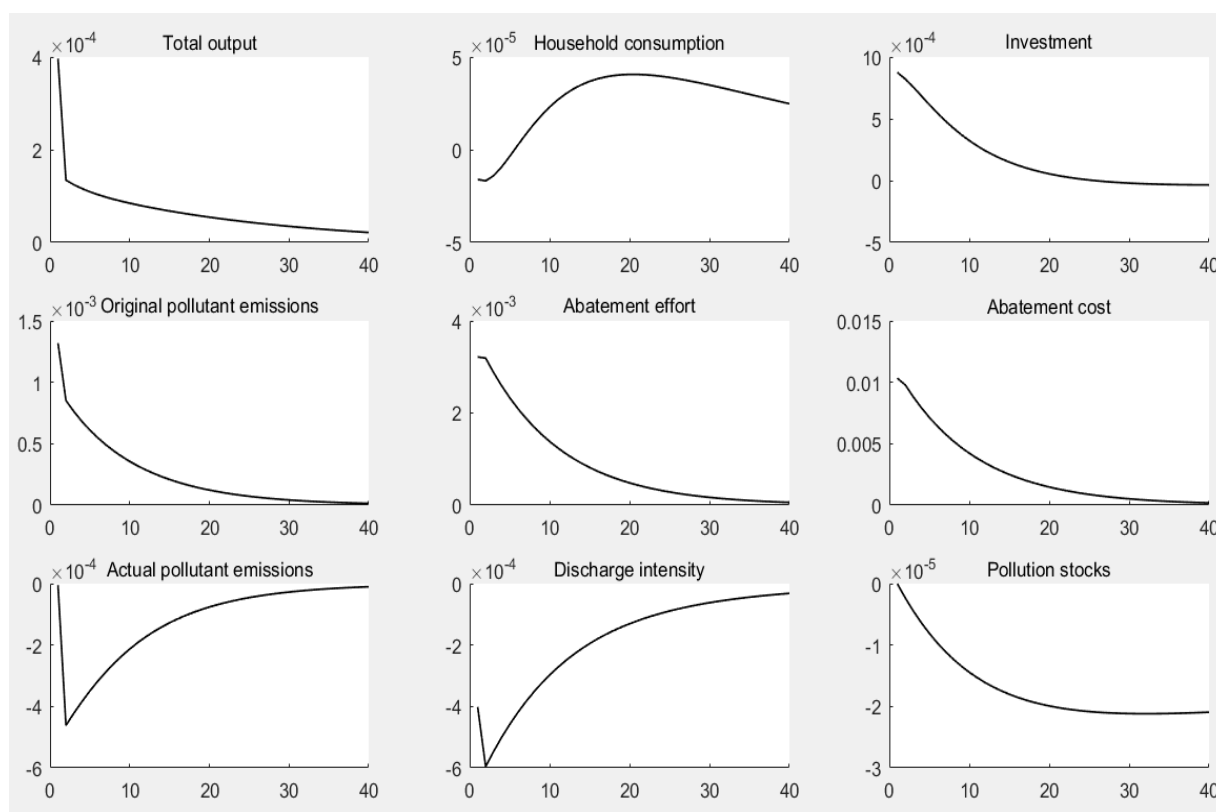 Total output
×10⁻⁴
4
2
0
0 10 20 30 40
Household consumption
×10⁻⁵
5
0
-5
0 10 20 30 40
Investment
×10⁻⁴
10
5
0
-5
0 10 20 30 40
×10⁻³ Original pollutant emissions
1.5
1
0.5
0
0 10 20 30 40
Abatement effort
×10⁻³
4
2
0
0 10 20 30 40
Abatement cost
0.015
0.01
0.005
0
0 10 20 30 40
×10⁻⁴ Actual pollutant emissions
0
-2
-4
-6
0 10 20 30 40
Discharge intensity
×10⁻⁴
0
-2
-4
-6
0 10 20 30 40
Pollution stocks
×10⁻⁵
0
-1
-2
-3
0 10 20 30 40